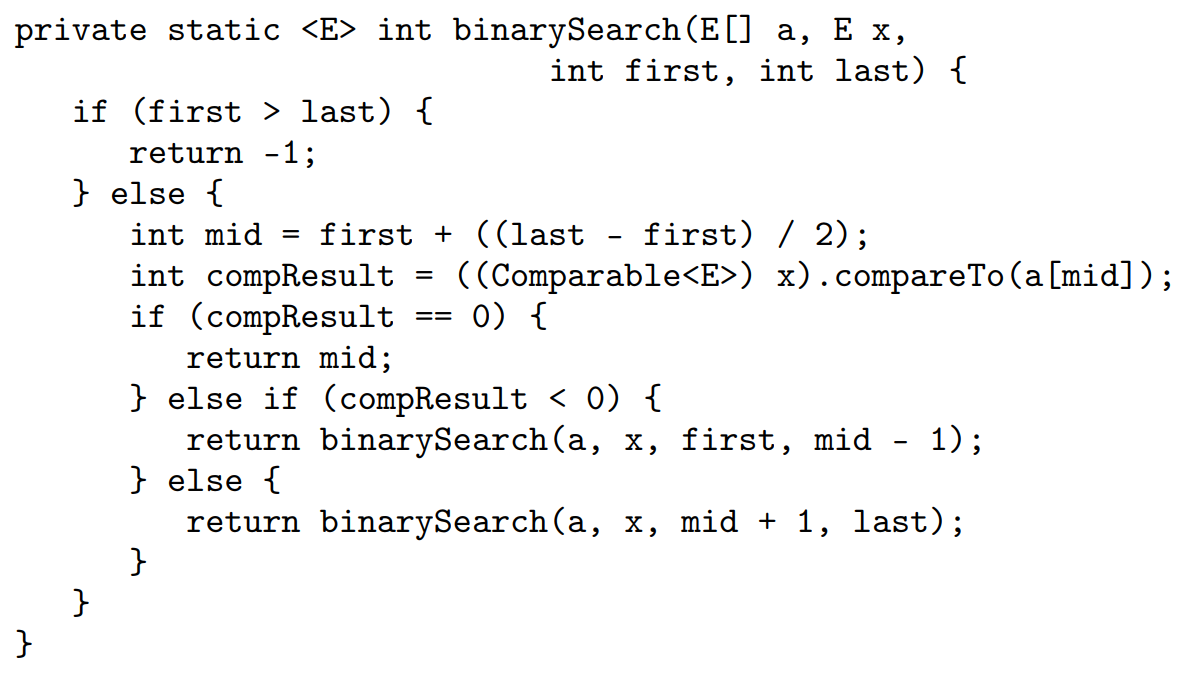 private static <E> int binarySearch(E[] a, E x,
                             int first, int last) {
   if (first > last) {
      return -1;
   } else {
      int mid = first + ((last - first) / 2);
      int compResult = ((Comparable<E>) x).compareTo(a[mid]);
      if (compResult == 0) {
         return mid;
      } else if (compResult < 0) {
         return binarySearch(a, x, first, mid - 1);
      } else {
         return binarySearch(a, x, mid + 1, last);
      }
   }
}